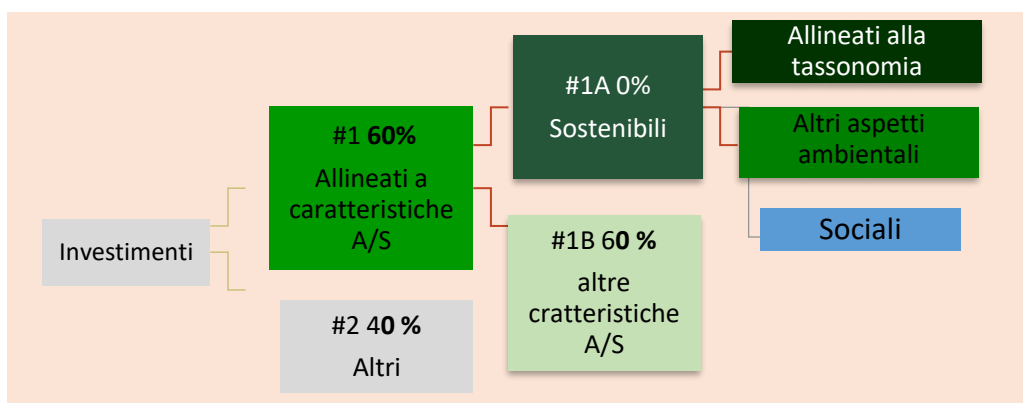 Investimenti
#1 60%
Allineati a
caratteristiche
A/S
#2 40 %
Altri
#1A 0%
Sostenibili
#1B 60 %
altre
cratteristiche
A/S
Allineati alla
tassonomia
Altri aspetti
ambientali
Sociali